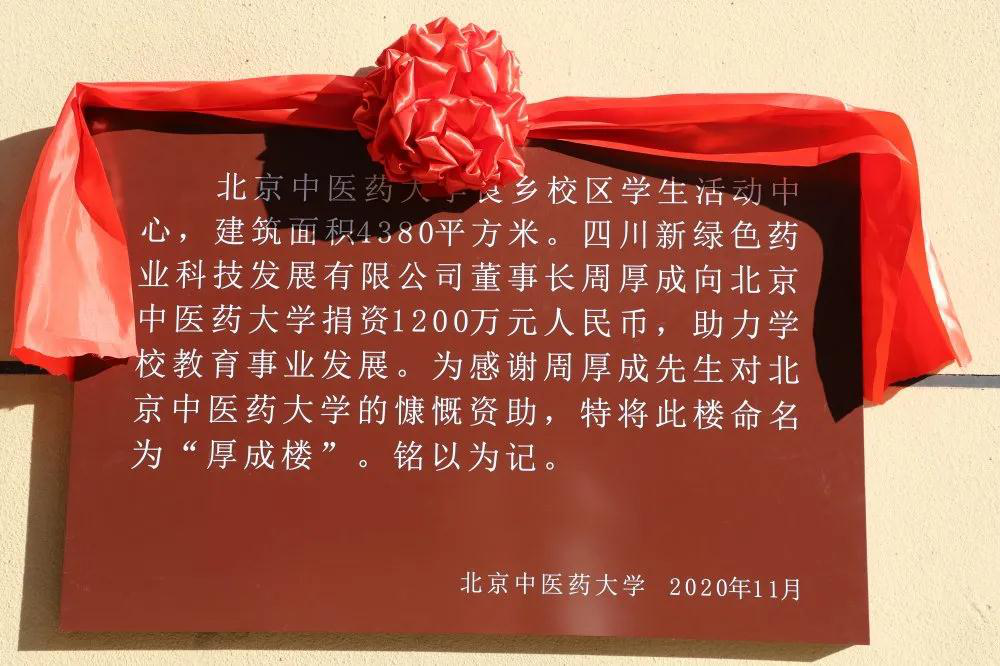 北京中医药大学良乡校区学生活动中
心，建筑面积4380平方米。四川新绿色药
业科技发展有限公司董事长周厚成向北京
中医药大学捐资1200万元人民币，助力学
校教育事业发展。为感谢周厚成先生对北
京中医药大学的慷慨资助，特将此楼命名
为“厚成楼”。铭以为记。
北京中医药大学 2020年11月